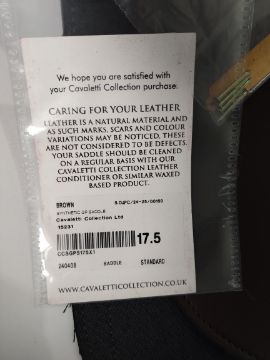 We hope you are satisfied with
your Cavaletti Collection purchase.
CARING FOR YOUR LEATHER
LEATHER IS A NATURAL MATERIAL AND
AS SUCH MARKS, SCARS AND COLOUR
VARIATIONS MAY BE NOTICED, THESE
ARE NOT CONSIDERED TO BE DEFECTS.
YOUR SADDLE SHOULD BE CLEANED
ON A REGULAR BASIS WITH OUR
CAVALETTI COLLECTION LEATHER
CONDITIONER OR SIMILAR WAXED
BASED PRODUCT.
BROWN
SYNTHETIC GP SADDLE
Cavaletti Collection Ltd
15231
17.5
CCSGPS175X1
240408 SADDLE STANDARD
WWW.CAVALETTICOLLECTION.CO.UK